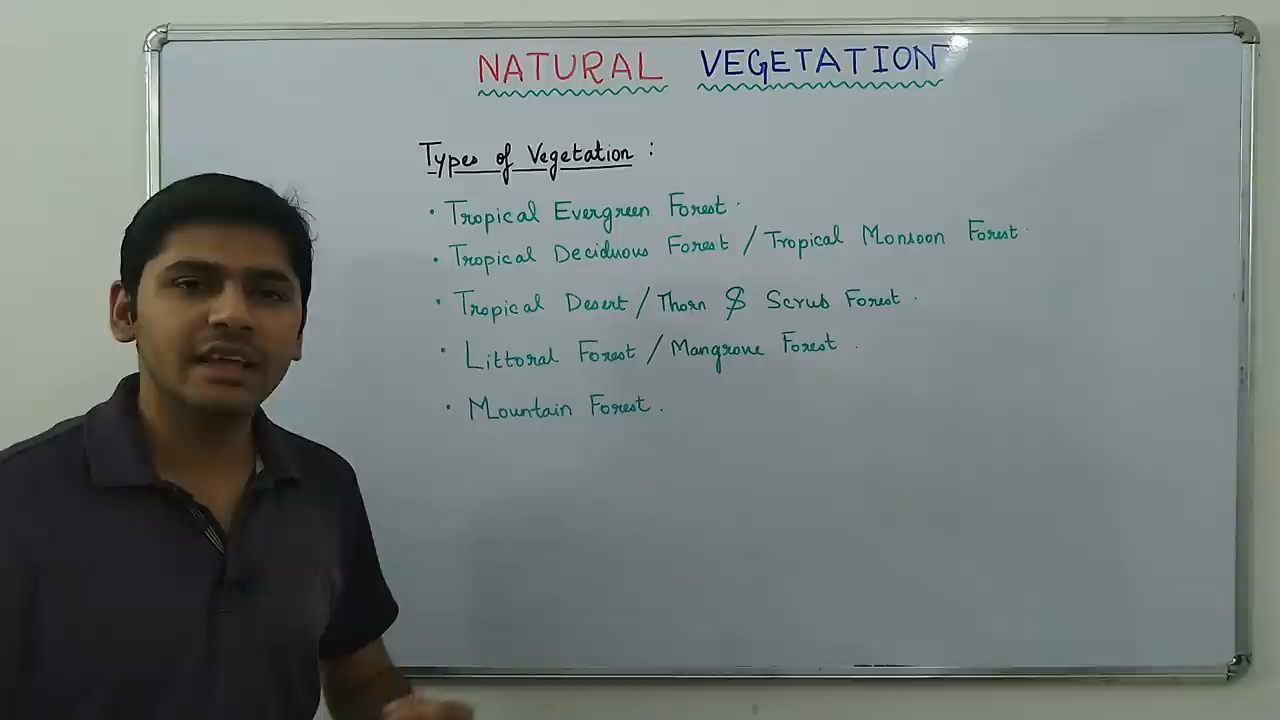 NATURAL VEGETATION
Types of Vegetation :
• Tropical Evergreen Forest.
• Tropical Deciduous Forest / Tropical Monsoon Forest.
• Tropical Desert / Thorn & Scrub Forest.
• Littoral Forest / Mangrove Forest.
• Mountain Forest.